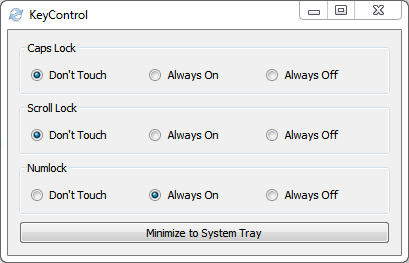 KeyControl
Caps Lock
Don't Touch Always On Always Off
Scroll Lock
Don't Touch Always On Always Off
Numlock
Don't Touch Always On Always Off
Minimize to System Tray